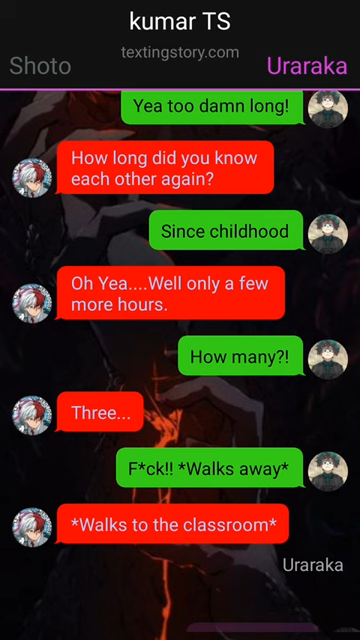 kumar TS
textingstory.com
Shoto
Uraraka
Yea too damn long!
How long did you know
each other again?
Since childhood
Oh Yea....Well only a few
more hours.
How many?!
Three...
F*ck!! *Walks away*
*Walks to the classroom*
Uraraka